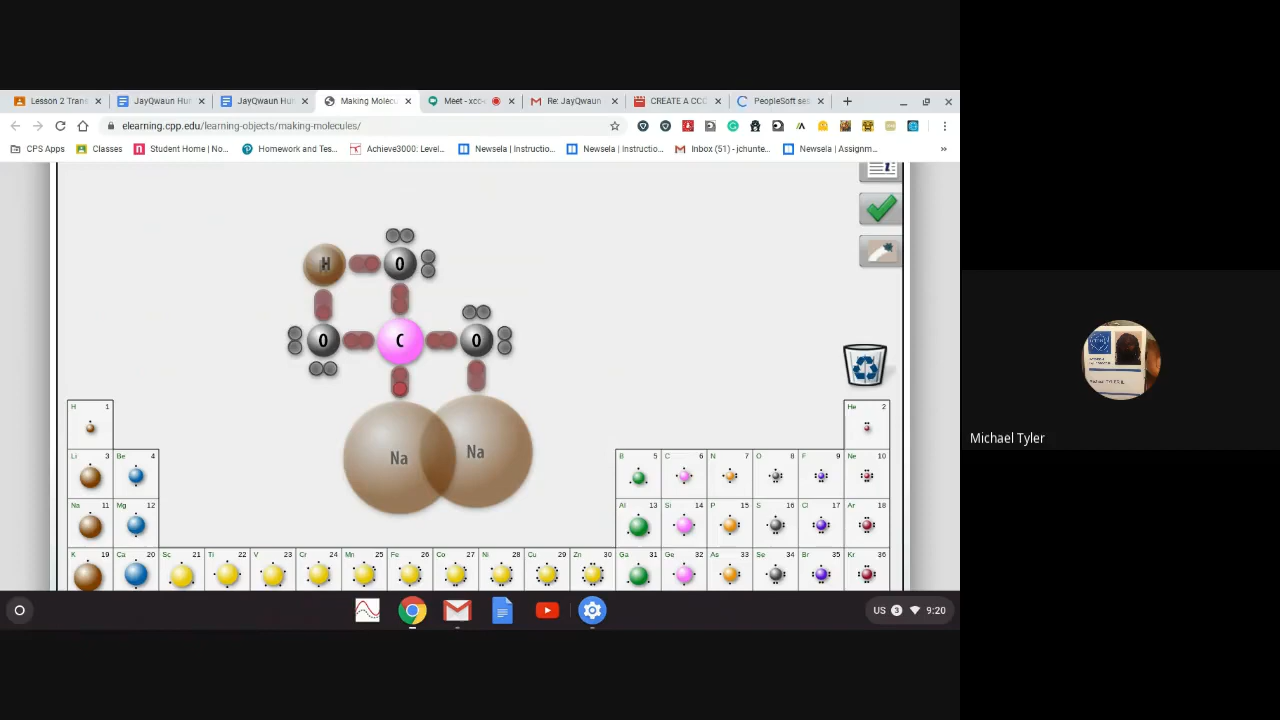 Lesson 2 Trans
JayQwaun Hun
JayQwaun Hun
Making Molecu
Meet - xcc-
Re: JayQwaun
CREATE A CCC
PeopleSoft ses
elearning.cpp.edu/learning-objects/making-molecules/
CPS Apps
Classes
Student Home | No...
Homework and Tes...
Achieve3000: Level...
Newsela | Instructio...
Newsela | Instructio...
Inbox (51) - jchunte...
Newsela | Assignm...
»
H O
O C O
Na Na
H 1 He 2
Li 3 Be 4 B 5 C 6 N 7 O 8 F 9 Ne 10
Na 11 Mg 12 Al 13 Si 14 P 15 S 16 Cl 17 Ar 18
K 19 Ca 20 Sc 21 Ti 22 V 23 Cr 24 Mn 25 Fe 26 Co 27 Ni 28 Cu 29 Zn 30 Ga 31 Ge 32 As 33 Se 34 Br 35 Kr 36
US 3 9:20
Michael Tyler